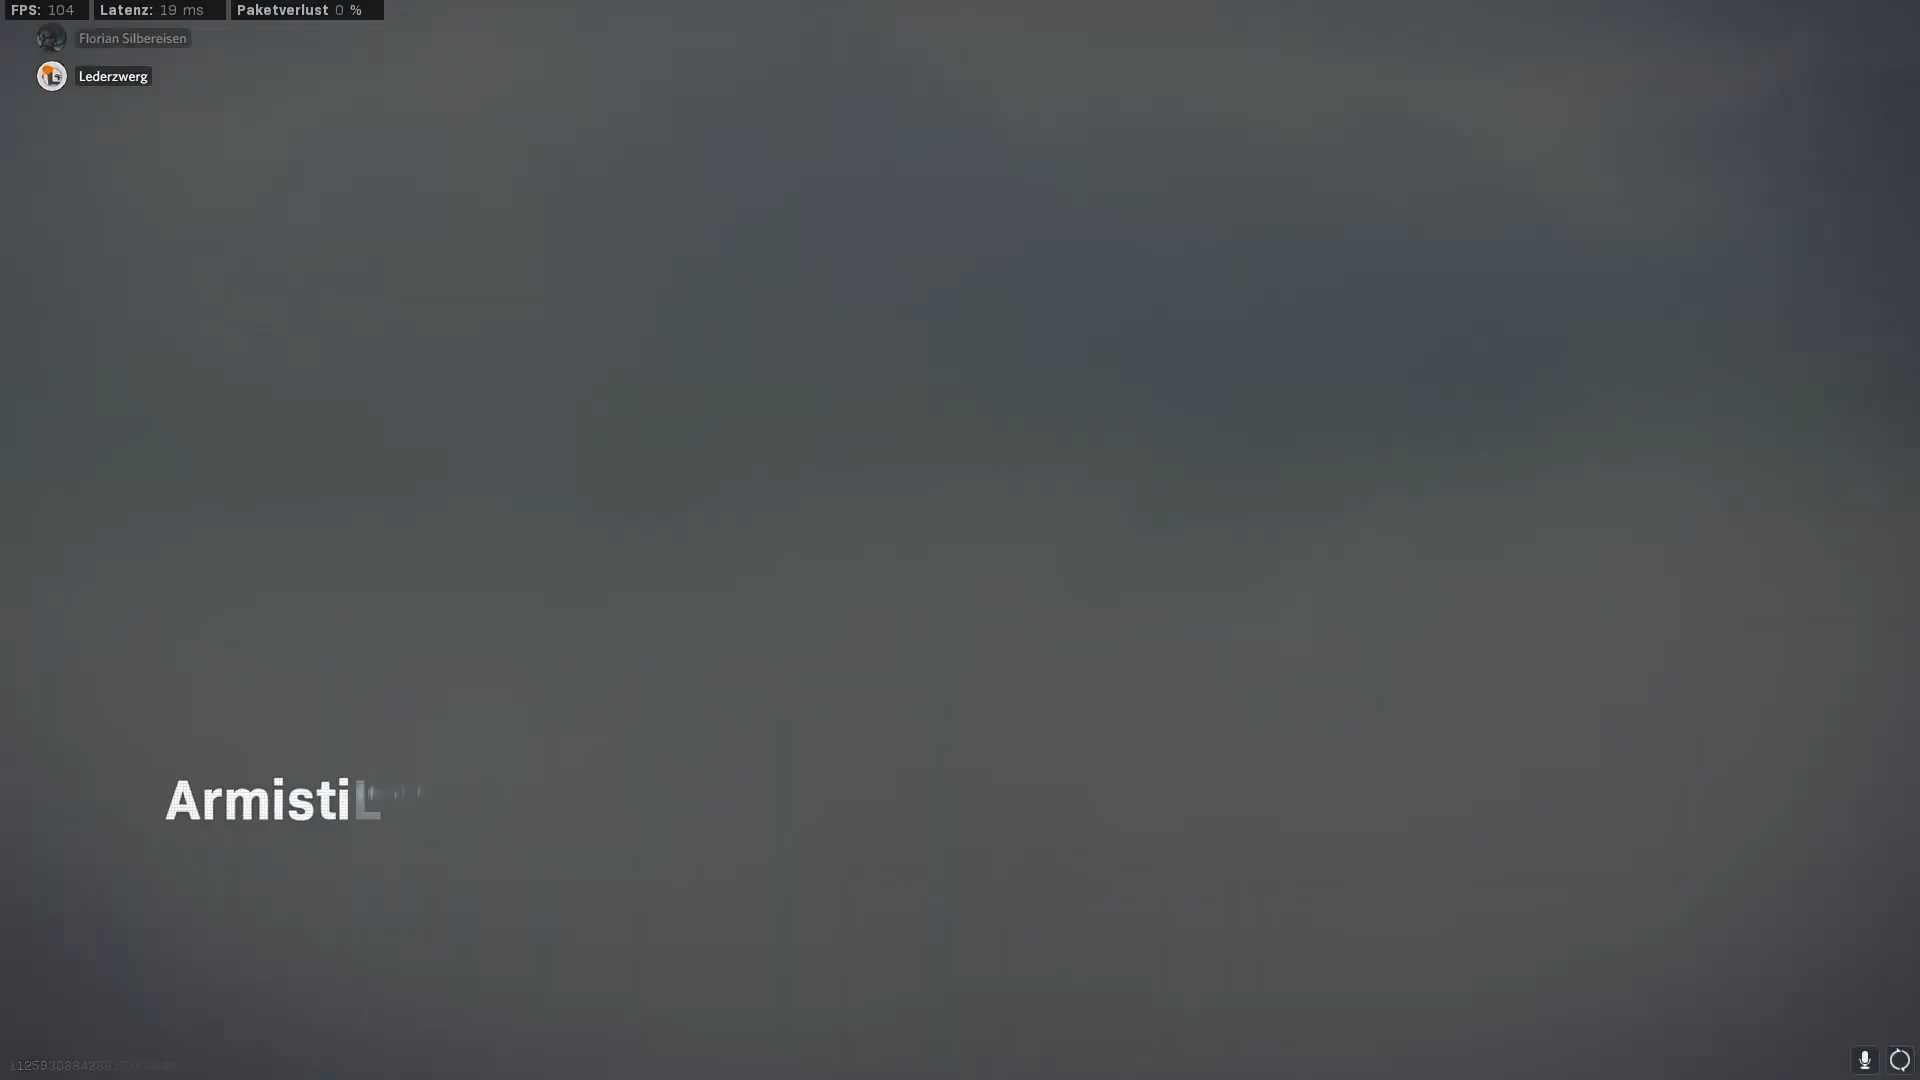 FPS: 104 Latenz: 19 ms Paketverlust 0 %
Florian Silbereisen
Lederzwerg
Armisti